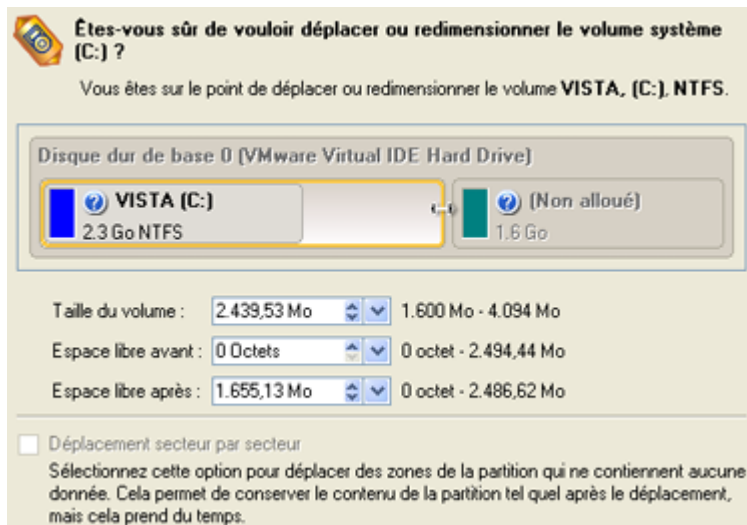 Êtes-vous sûr de vouloir déplacer ou redimensionner le volume système
(C:) ?
Vous êtes sur le point de déplacer ou redimensionner le volume VISTA, (C:), NTFS.
Disque dur de base 0 (VMware Virtual IDE Hard Drive)
VISTA (C:)
2.3 Go NTFS
(Non alloué)
1.6 Go
Taille du volume : 2.439,53 Mo 1.600 Mo - 4.094 Mo
Espace libre avant : 0 Octets 0 octet - 2.494,44 Mo
Espace libre après : 1.655,13 Mo 0 octet - 2.486,62 Mo
Déplacement secteur par secteur
Sélectionnez cette option pour déplacer des zones de la partition qui ne contiennent aucune
donnée. Cela permet de conserver le contenu de la partition tel quel après le déplacement,
mais cela prend du temps.